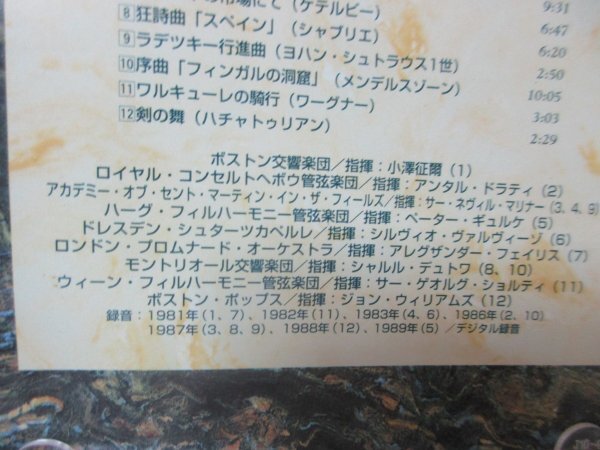 の市場にて（ケテルビー） 9:31
8 狂詩曲「スペイン」（シャブリエ） 6:47
9 ラデツキー行進曲（ヨハン・シュトラウス1世） 6:20
10 序曲「フィンガルの洞窟」（メンデルスゾーン） 2:50
11 ワルキューレの騎行（ワーグナー） 10:05
12 剣の舞（ハチャトゥリアン） 3:03
2:29
ボストン交響楽団／指揮：小澤征爾（1）
ロイヤル・コンセルトヘボウ管弦楽団／指揮：アンタル・ドラティ（2）
アカデミー・オブ・セント・マーティン・イン・ザ・フィールズ／指揮：サー・ネヴィル・マリナー（3, 4, 9）
ハーグ・フィルハーモニー管弦楽団／指揮：ペーター・ギュルケ（5）
ドレスデン・シュターツカペルレ／指揮：シルヴィオ・ヴァルヴィーゾ（6）
ロンドン・プロムナード・オーケストラ／指揮：アレグザンダー・フェイリス（7）
モントリオール交響楽団／指揮：シャルル・デュトワ（8、10）
ウィーン・フィルハーモニー管弦楽団／指揮：サー・ゲオルグ・ショルティ（11）
ボストン・ポップス／指揮：ジョン・ウィリアムズ（12）
録音：1981年（1、7）、1982年（11）、1983年（4、6）、1986年（2、10）
1987年（3、8、9）、1988年（12）、1989年（5）／デジタル録音